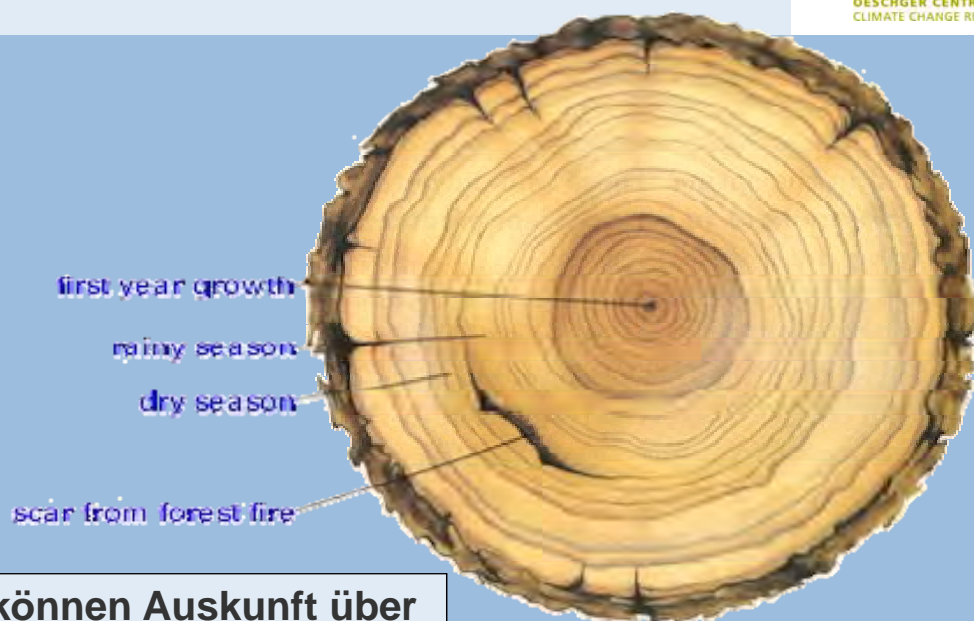 OESCHGER CENTR
CLIMATE CHANGE R
first year growth
rainy season
dry season
scar from forest fire
können Auskunft über